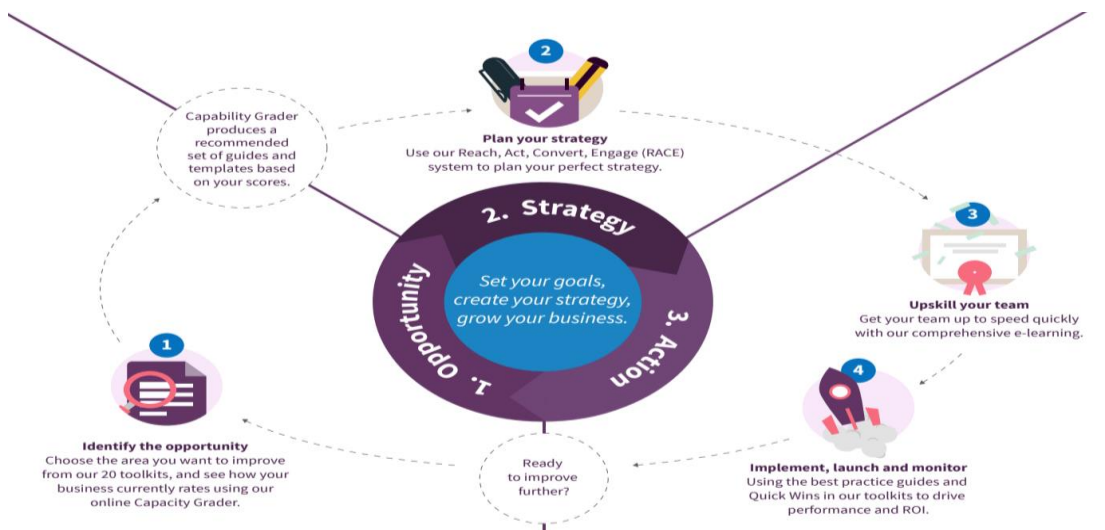 2
Plan your strategy
Use our Reach, Act, Convert, Engage (RACE)
system to plan your perfect strategy.
Capability Grader
produces a
recommended
set of guides and
templates based
on your scores.
2. Strategy
3
Upskill your team
Get your team up to speed quickly
with our comprehensive e-learning.
Set your goals,
create your strategy,
grow your business.
1. Opportunity
3. Action
1
Identify the opportunity
Choose the area you want to improve
from our 20 toolkits, and see how your
business currently rates using our
online Capacity Grader.
4
Implement, launch and monitor
Using the best practice guides and
Quick Wins in our toolkits to drive
performance and ROI.
Ready
to improve
further?